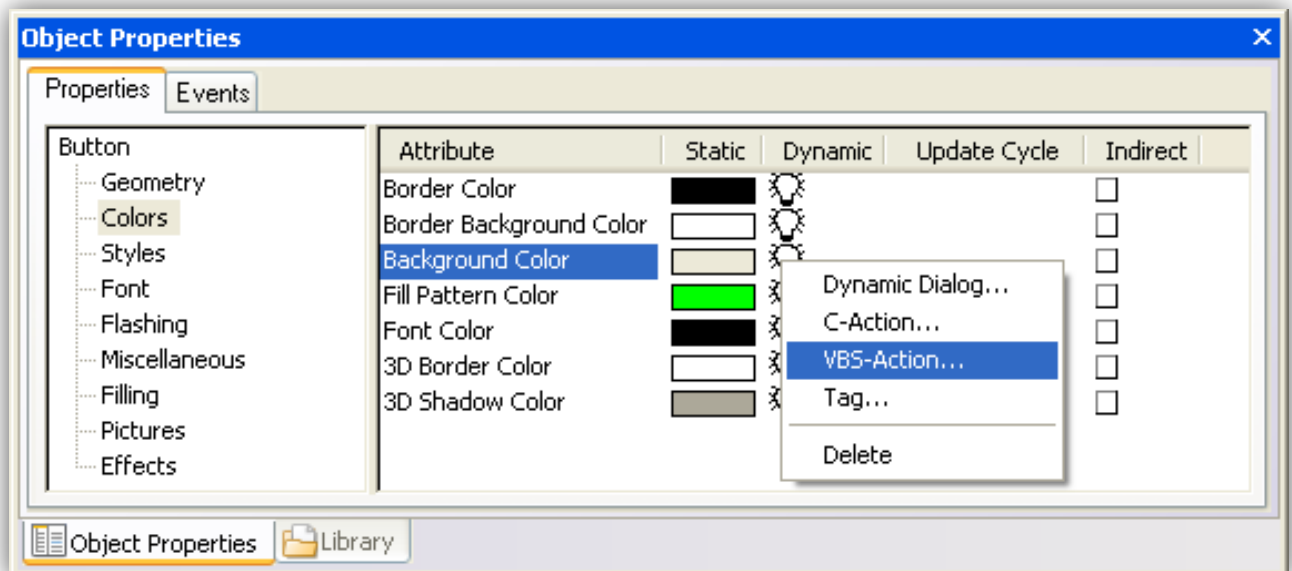 Object Properties
Properties Events
Button
Geometry
Colors
Styles
Font
Flashing
Miscellaneous
Filling
Pictures
Effects
Attribute Static Dynamic Update Cycle Indirect
Border Color
Border Background Color
Background Color
Fill Pattern Color
Font Color
3D Border Color
3D Shadow Color
Dynamic Dialog...
C-Action...
VBS-Action...
Tag...
Delete
Object Properties Library